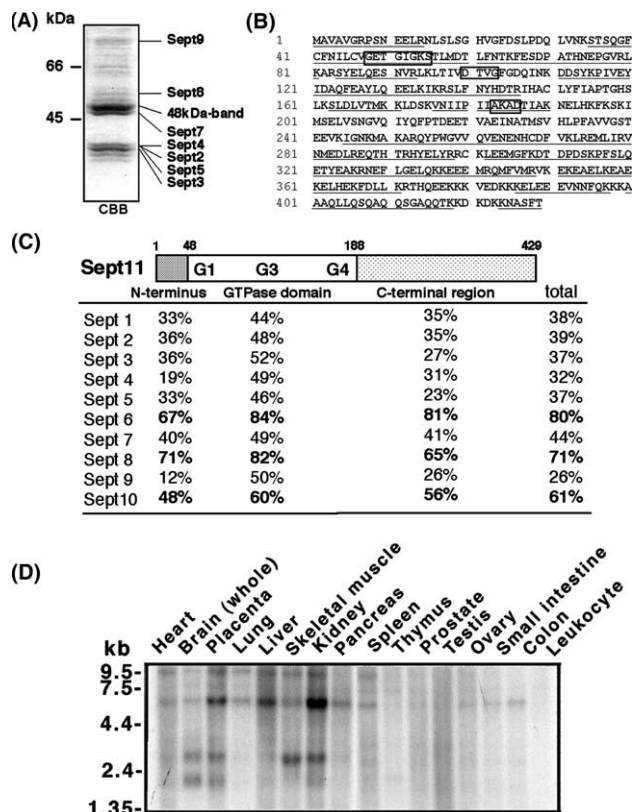 (A)
kDa
66
45
Sept9
Sept8
48kDa-band
Sept7
Sept4
Sept2
Sept5
Sept3
CBB
(B)
1 MAVAVGRPSN EELRNLSLSG HVGFDSLPDQ LVNKSTSQGF
41 CFNILCVGET GIGKSTLMDT LFNTKFESDP ATHNEPGVRL
81 KARSYELQES NVRLKLTIVD TVGFGDQINK DDSYKPIVEY
121 IDAQFEAYLQ EELKIKRSLF NYHDTRIHAC LYFIAPTGHS
161 LKSLDLVTMK KLDSKVNIIP IIAKADTIAK NELHKFKSKI
201 MSELVSNGVQ IYQFPTDEET VAEINATMSV HLPFAVVGST
241 EEVKIGNKMA KARQYPWGVV QVENENHCDF VKLREMLIRV
281 NMEDLREQTH TRHYELYRRC KLEEMGFKDT DPDSKPFSLQ
321 ETYEAKRNEF LGELQKKEEE MRQMFVMRVK EKEAELKEAE
361 KELHEKFDLL KRTHQEEKKK VEDKKKELEE EVNNFQKKKA
401 AAQLLQSQAQ QSGAQQTKKD KDKKNASFT
(C)
1 48 188 429
Sept11 G1 G3 G4
N-terminus GTPase domain C-terminal region total
Sept 1 33% 44% 35% 38%
Sept 2 36% 48% 35% 39%
Sept 3 36% 52% 27% 37%
Sept 4 19% 49% 31% 32%
Sept 5 33% 46% 23% 37%
Sept 6 67% 84% 81% 80%
Sept 7 40% 49% 41% 44%
Sept 8 71% 82% 65% 71%
Sept 9 12% 50% 26% 26%
Sept10 48% 60% 56% 61%
(D)
kb
Heart
Brain (whole)
Placenta
Lung
Liver
Skeletal muscle
Kidney
Pancreas
Spleen
Thymus
Prostate
Testis
Ovary
Small intestine
Colon
Leukocyte
9.5-
7.5-
4.4-
2.4-
1.35-